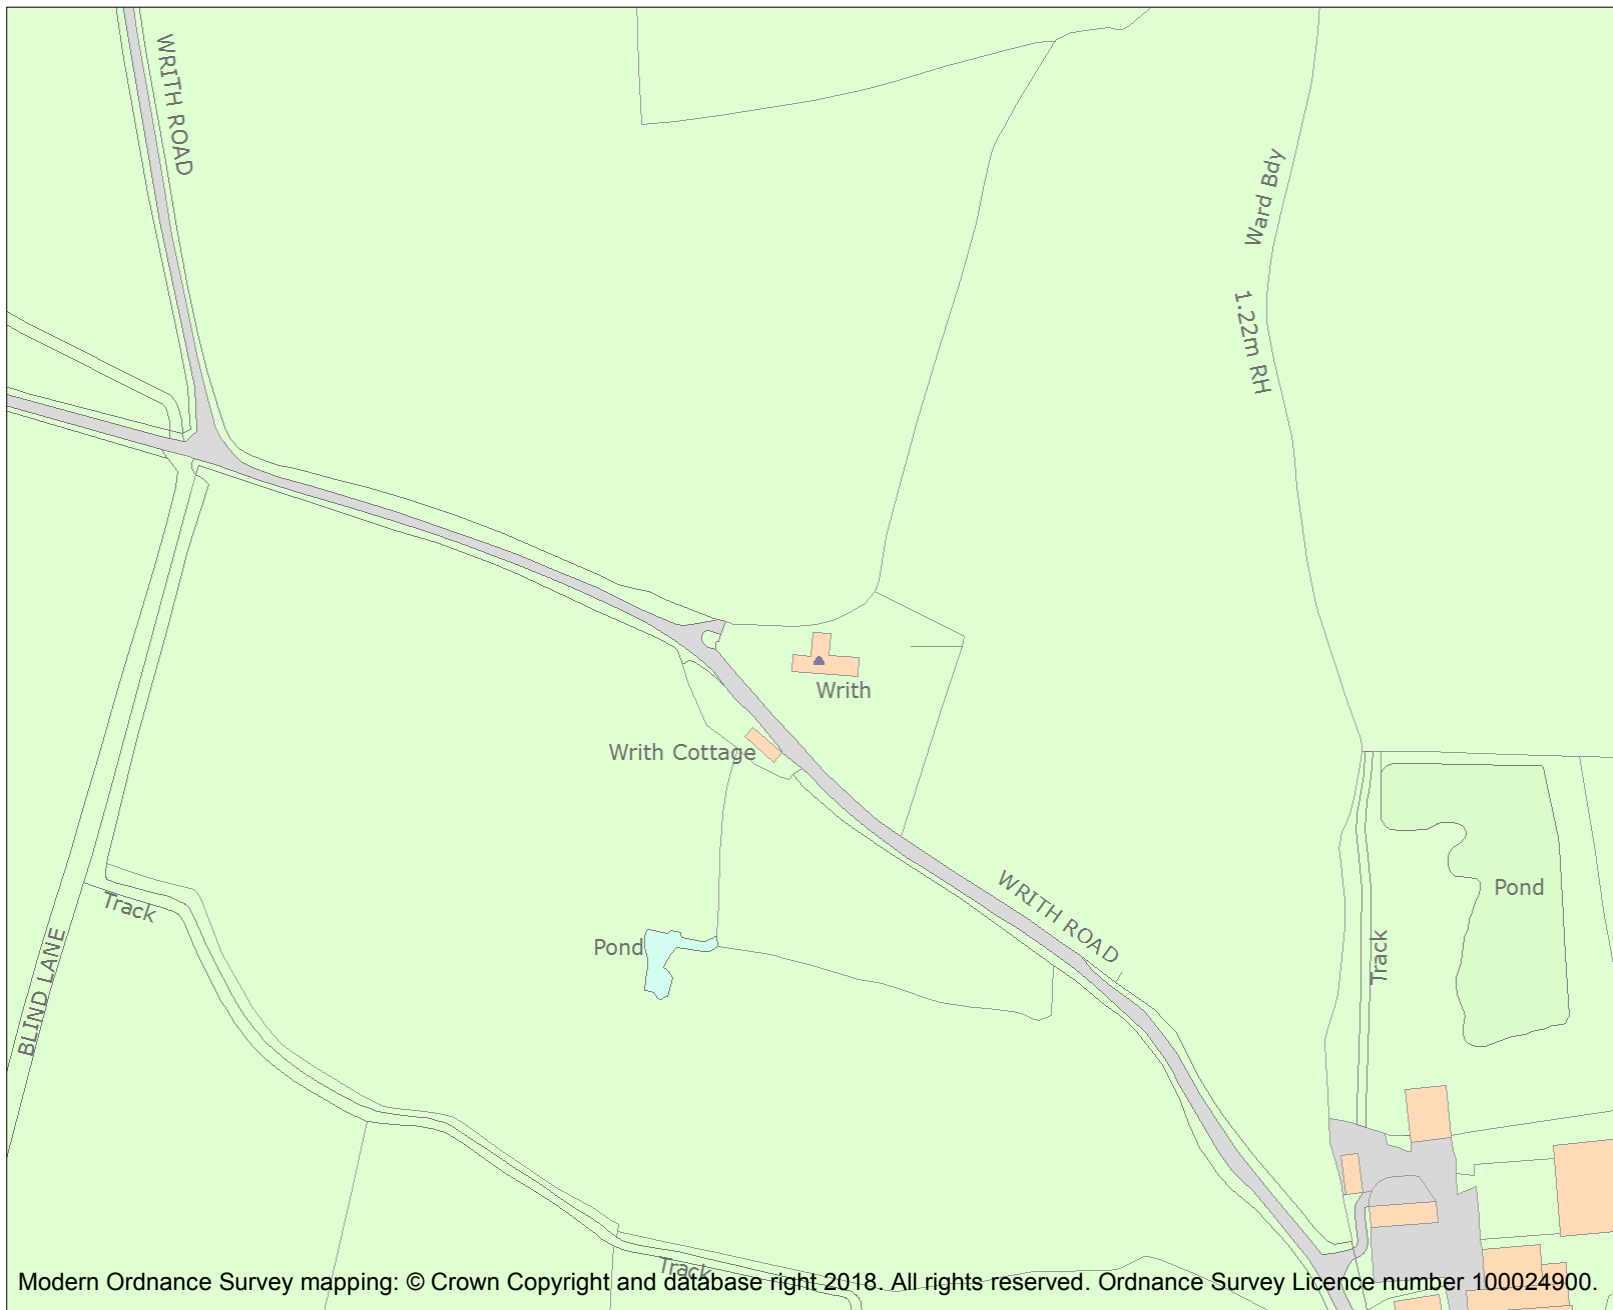 WRITH ROAD
Ward Bdy
1.22m RH
Writh
Writh Cottage
WRITH ROAD
Pond
Track
Pond
BLIND LANE
Track
Track
Modern Ordnance Survey mapping: © Crown Copyright and database right 2018. All rights reserved. Ordnance Survey Licence number 100024900.